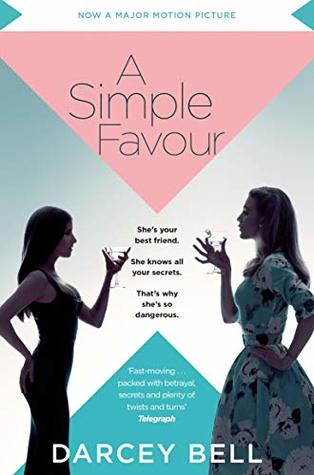 NOW A MAJOR MOTION PICTURE
A
Simple
Favour
She's your
best friend.
She knows all
your secrets.
That's why
she's so
dangerous.
'Fast-moving . . .
packed with betrayal,
secrets and plenty of
twists and turns'
Telegraph
DARCEY BELL